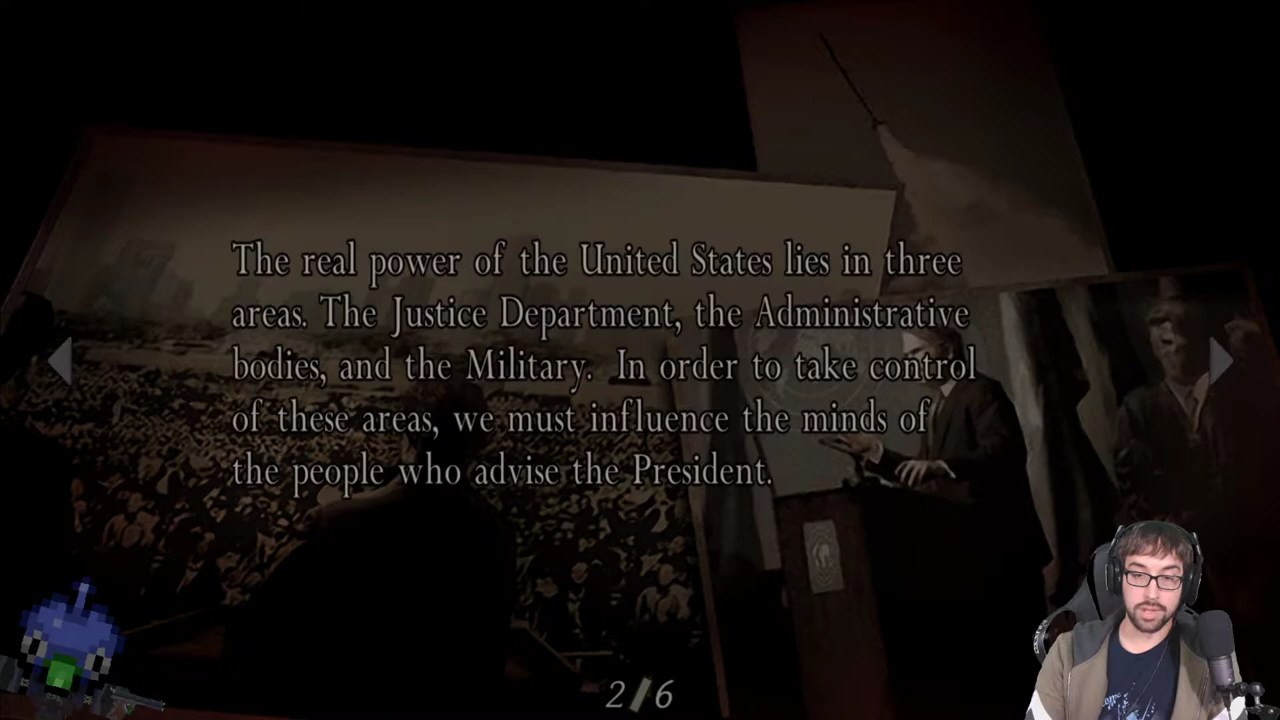 The real power of the United States lies in three
areas. The Justice Department, the Administrative
bodies, and the Military. In order to take control
of these areas, we must influence the minds of
the people who advise the President.
2/6